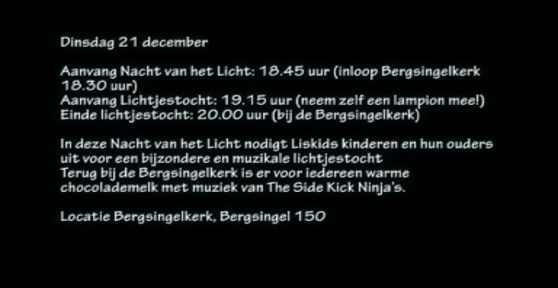 Dinsdag 21 december
Aanvang Nacht van het Licht: 18.45 uur (inloop Bergsingelkerk
18.30 uur)
Aanvang Lichtjestocht: 19.15 uur (neem zelf een lampion mee!)
Einde lichtjestocht: 20.00 uur (bij de Bergsingelkerk)
In deze Nacht van het Licht nodigt Liskids kinderen en hun ouders
uit voor een bijzondere en muzikale lichtjestocht
Terug bij de Bergsingelkerk is er voor iedereen warme
chocolademelk met muziek van The Side Kick Ninja's.
Locatie Bergsingelkerk, Bergsingel 150